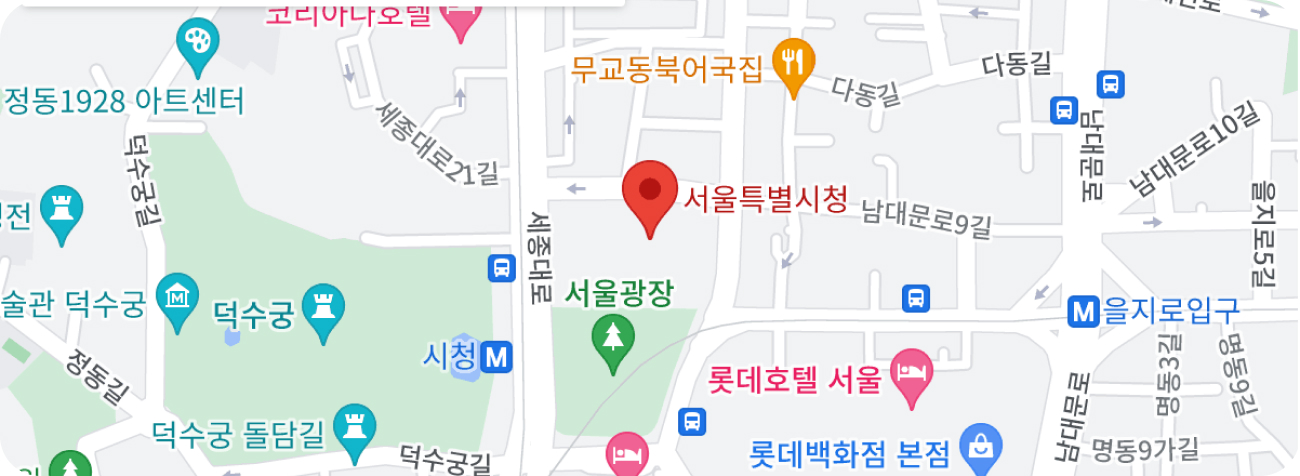 코리아나호텔
무교동북어국집
다동길
다동길
정동1928 아트센터
세종대로21길
남대문로
남대문로10길
덕수궁길
서울특별시청
남대문로9길
을지로5길
세종대로
서울광장
술관 덕수궁
덕수궁
을지로입구
시청
정동길
롯데호텔 서울
명동3길
명동9길
덕수궁 돌담길
덕수궁길
롯데백화점 본점
남대문로
명동9가길